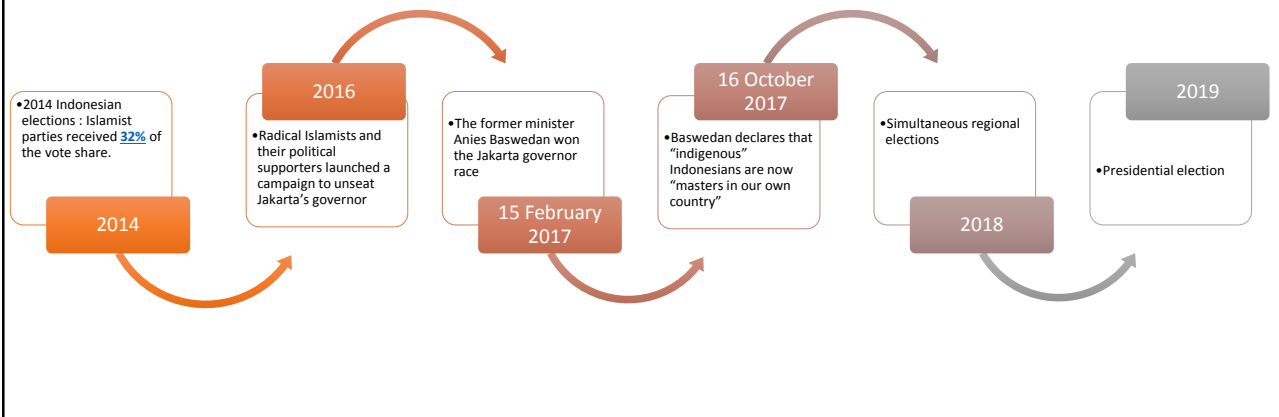 •2014 Indonesian
elections : Islamist
parties received 32% of
the vote share.
2014
2016
•Radical Islamists and
their political
supporters launched a
campaign to unseat
Jakarta’s governor
•The former minister
Anies Baswedan won
the Jakarta governor
race
15 February
2017
16 October
2017
•Baswedan declares that
“indigenous”
Indonesians are now
“masters in our own
country”
•Simultaneous regional
elections
2018
2019
•Presidential election